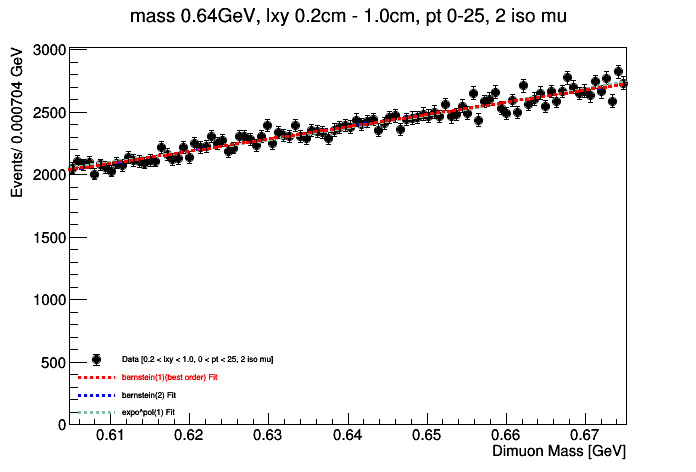 mass 0.64GeV, lxy 0.2cm - 1.0cm, pt 0-25, 2 iso mu
Events/ 0.000704 GeV
3000
2500
2000
1500
1000
500
0
Data [0.2 < lxy < 1.0, 0 < pt < 25, 2 iso mu]
bernstein(1)(best order) Fit
bernstein(2) Fit
expo^pol(1) Fit
0.61 0.62 0.63 0.64 0.65 0.66 0.67
Dimuon Mass [GeV]